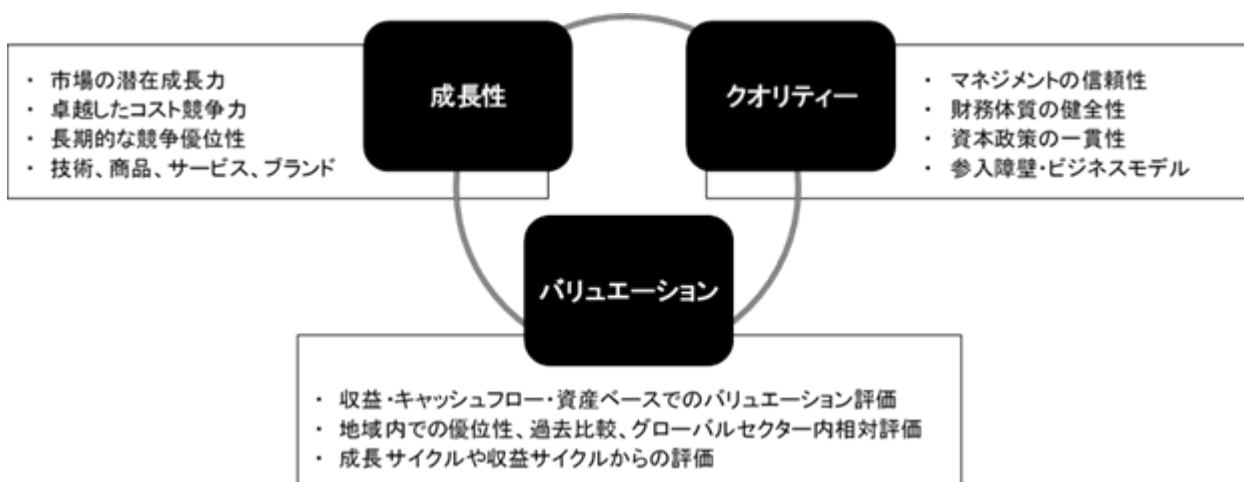 成長性
・ 市場の潜在成長力
・ 卓越したコスト競争力
・ 長期的な競争優位性
・ 技術、商品、サービス、ブランド
クオリティー
・ マネジメントの信頼性
・ 財務体質の健全性
・ 資本政策の一貫性
・ 参入障壁・ビジネスモデル
バリュエーション
・ 収益・キャッシュフロー・資産ベースでのバリュエーション評価
・ 地域内での優位性、過去比較、グローバルセクター内相対評価
・ 成長サイクルや収益サイクルからの評価